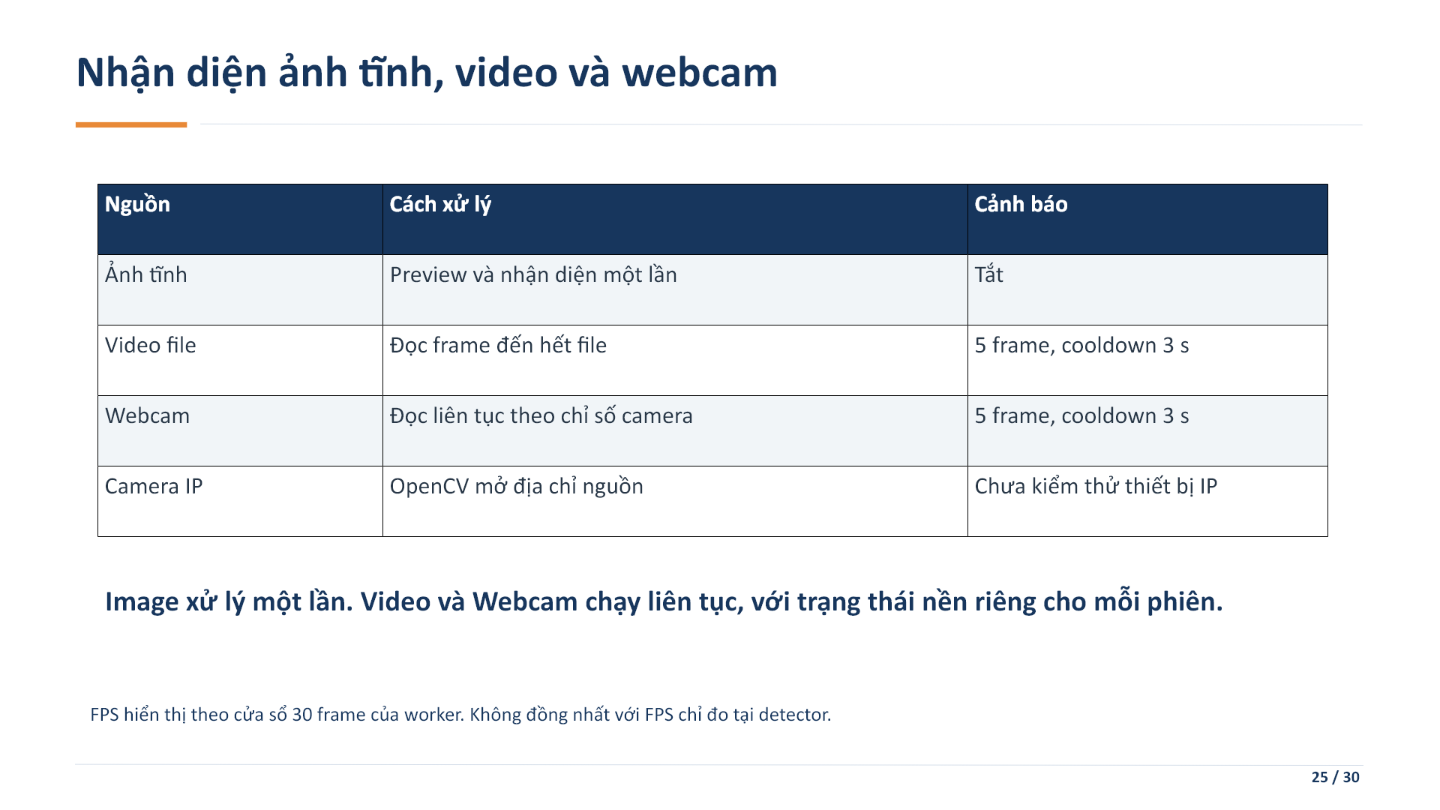 Nhận diện ảnh tĩnh, video và webcam
Nguồn Cách xử lý Cảnh báo
Ảnh tĩnh Preview và nhận diện một lần Tắt
Video file Đọc frame đến hết file 5 frame, cooldown 3 s
Webcam Đọc liên tục theo chỉ số camera 5 frame, cooldown 3 s
Camera IP OpenCV mở địa chỉ nguồn Chưa kiểm thử thiết bị IP
Image xử lý một lần. Video và Webcam chạy liên tục, với trạng thái nền riêng cho mỗi phiên.
FPS hiển thị theo cửa sổ 30 frame của worker. Không đồng nhất với FPS chỉ đo tại detector.
25 / 30